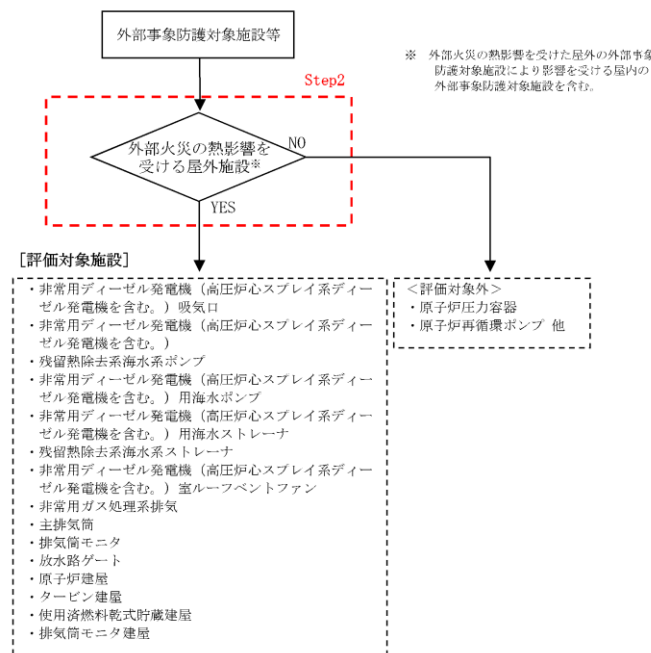 外部事象防護対象施設等
※ 外部火災の熱影響を受けた屋外の外部事象
防護対象施設により影響を受ける屋内の
外部事象防護対象施設を含む。
Step2
外部火災の熱影響を
受ける屋外施設※
NO
YES
[評価対象施設]
・非常用ディーゼル発電機（高圧炉心スプレイ系ディー
ゼル発電機を含む。）吸気口
・非常用ディーゼル発電機（高圧炉心スプレイ系ディー
ゼル発電機を含む。）
・残留熱除去系海水系ポンプ
・非常用ディーゼル発電機（高圧炉心スプレイ系ディー
ゼル発電機を含む。）用海水ポンプ
・非常用ディーゼル発電機（高圧炉心スプレイ系ディー
ゼル発電機を含む。）用海水ストレーナ
・残留熱除去系海水系ストレーナ
・非常用ディーゼル発電機（高圧炉心スプレイ系ディー
ゼル発電機を含む。）室ルーフベントファン
・非常用ガス処理系排気
・主排気筒
・排気筒モニタ
・放水路ゲート
・原子炉建屋
・タービン建屋
・使用済燃料乾式貯蔵建屋
・排気筒モニタ建屋
＜評価対象外＞
・原子炉圧力容器
・原子炉再循環ポンプ 他